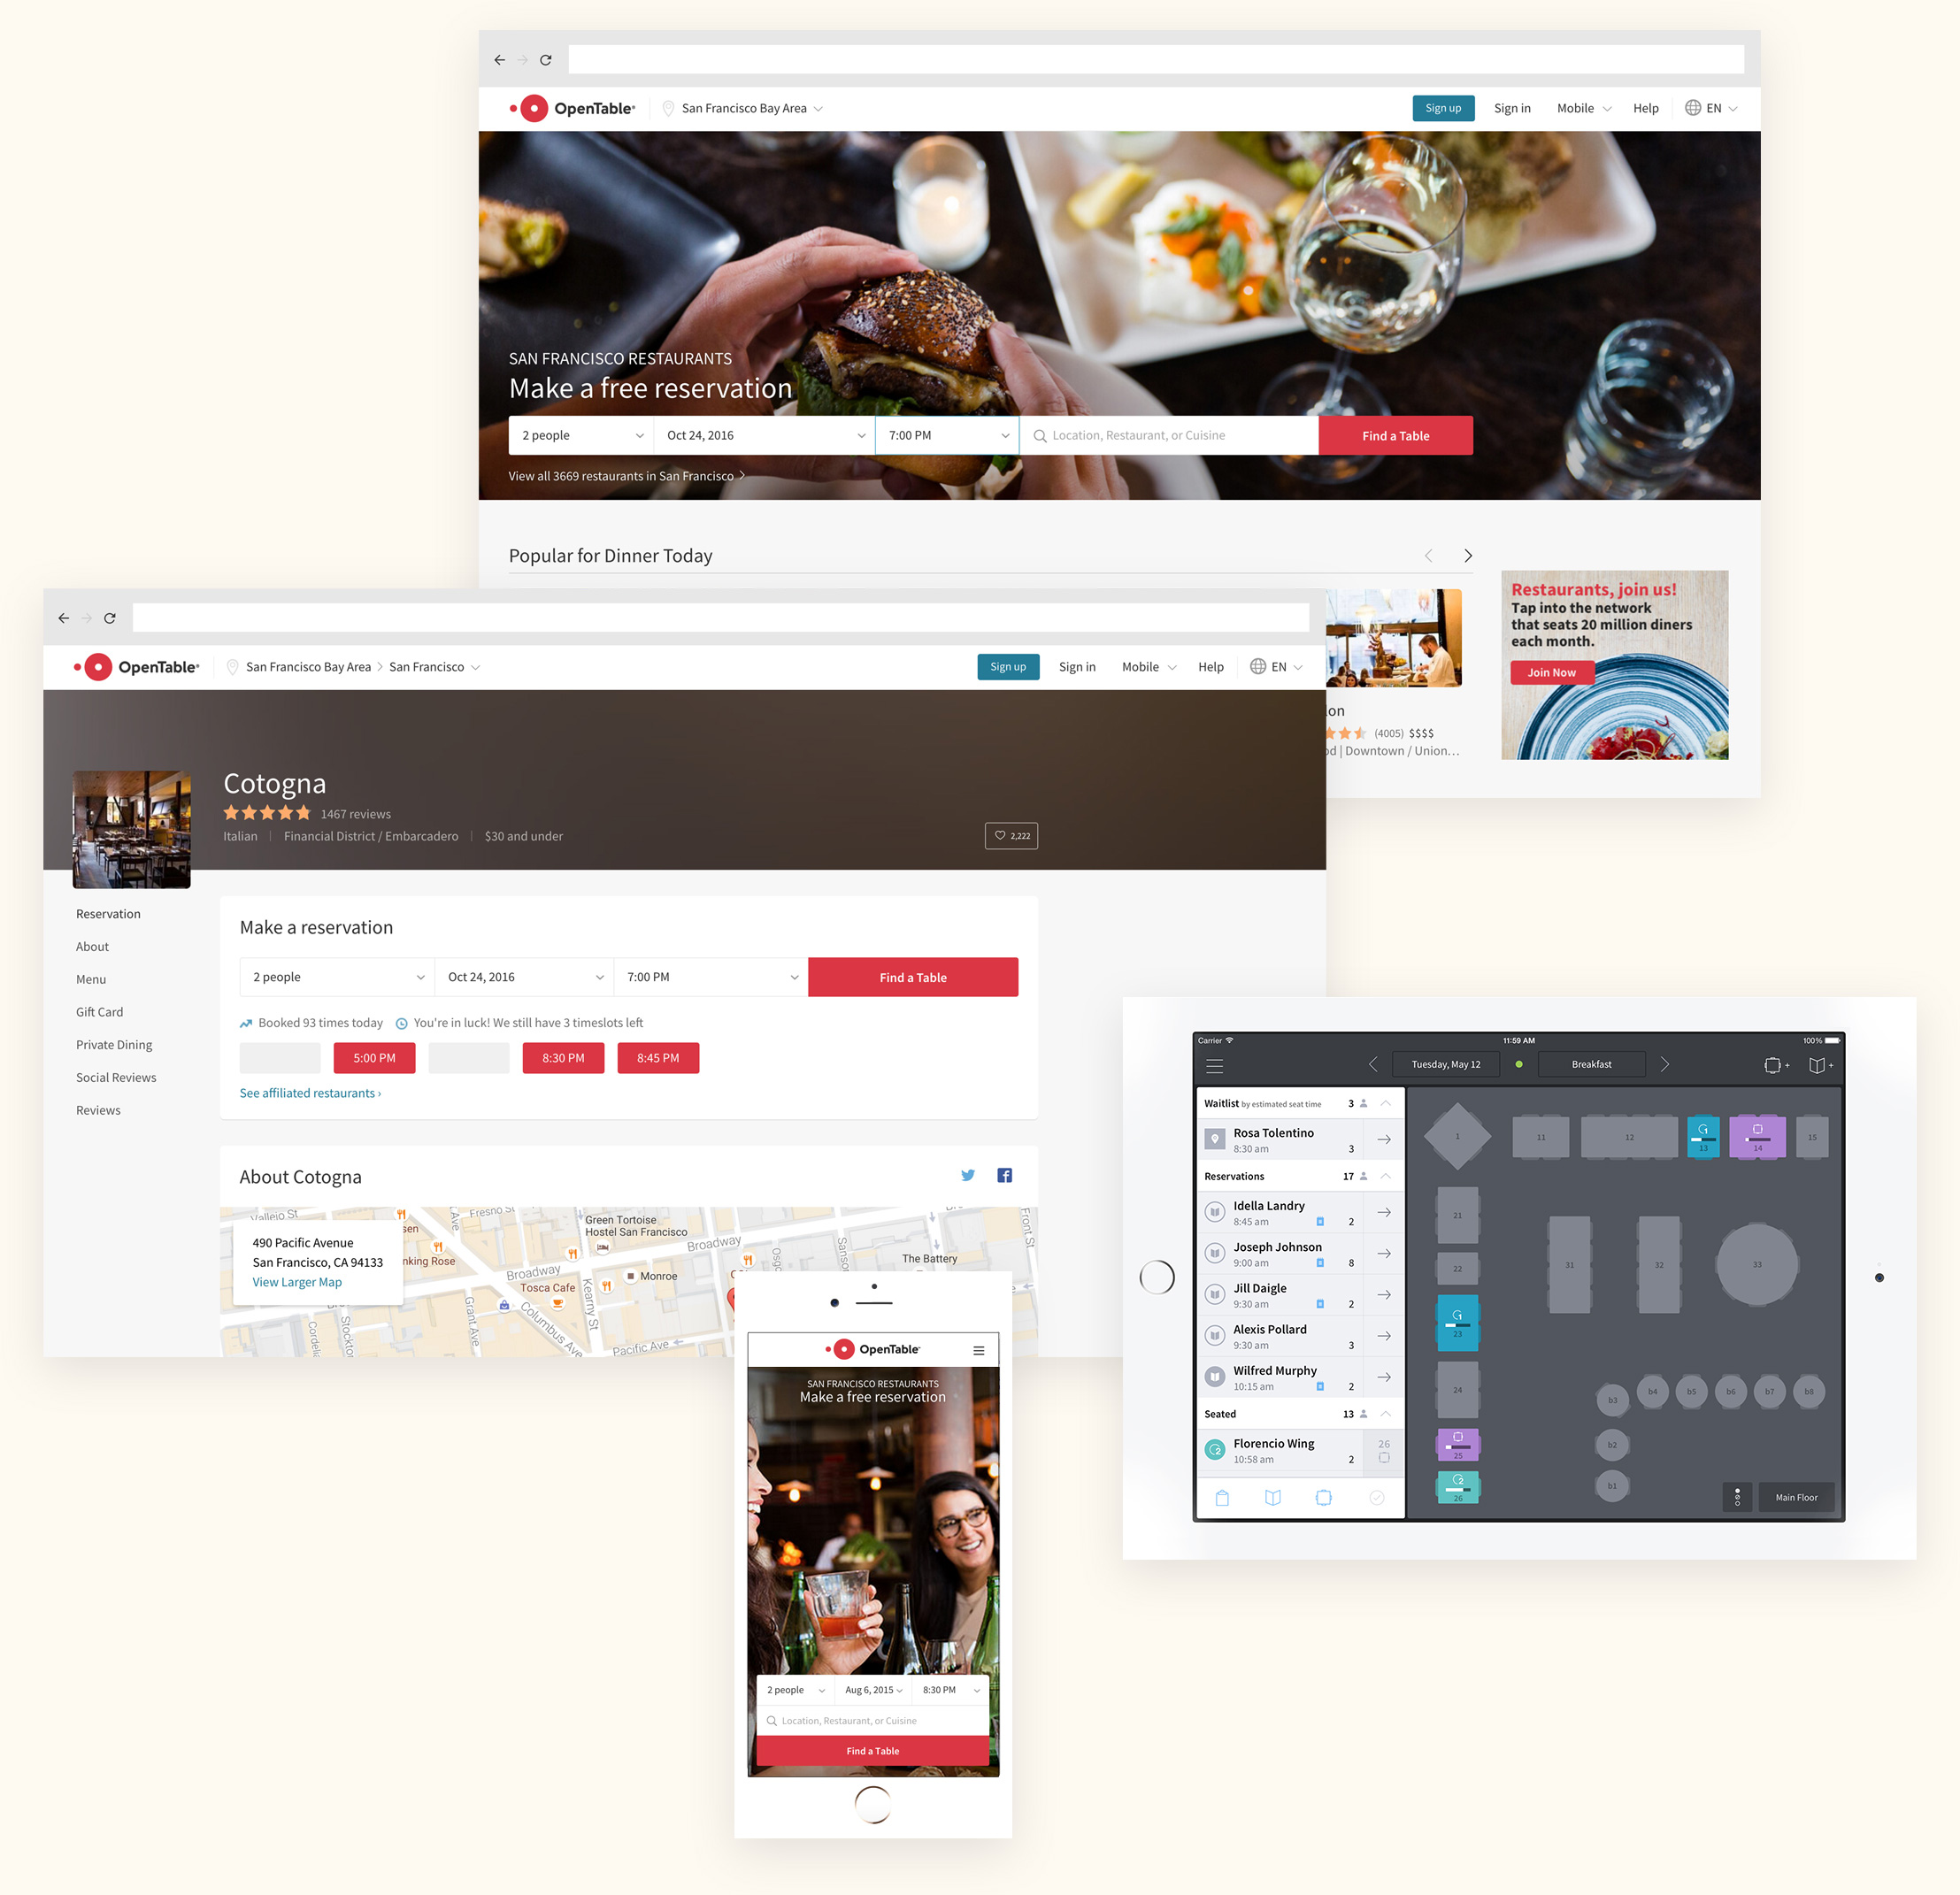 OpenTable®
San Francisco Bay Area
Sign up
Sign in
Mobile
Help
EN
SAN FRANCISCO RESTAURANTS
Make a free reservation
2 people
Oct 24, 2016
7:00 PM
Location, Restaurant, or Cuisine
Find a Table
View all 3669 restaurants in San Francisco
Popular for Dinner Today
Restaurants, join us!
Tap into the network
that seats 20 million diners
each month.
Join Now
lon
(4005) $$$$
od | Downtown / Union…
OpenTable®
San Francisco Bay Area > San Francisco
Sign up
Sign in
Mobile
Help
EN
Cotogna
1467 reviews
Italian | Financial District / Embarcadero | $30 and under
2,222
Reservation
About
Menu
Gift Card
Private Dining
Social Reviews
Reviews
Make a reservation
2 people
Oct 24, 2016
7:00 PM
Find a Table
Booked 93 times today
You're in luck! We still have 3 timeslots left
5:00 PM
8:30 PM
8:45 PM
See affiliated restaurants ›
About Cotogna
490 Pacific Avenue
San Francisco, CA 94133
View Larger Map
Vallejo St
Fresno St
Ave
sen
nking Rose
Green Tortoise
Hostel San Francisco
Broadway
Broadway
Monroe
Tosca Cafe
Kearny St
Columbus Ave
Grant Ave
Stockton
Cordelia
Pacific Ave
Osgo
Sanson
The Battery
Front St
OpenTable®
SAN FRANCISCO RESTAURANTS
Make a free reservation
2 people
Aug 6, 2015
8:30 PM
Location, Restaurant, or Cuisine
Find a Table
Carrier
11:59 AM
100%
Tuesday, May 12
Breakfast
+
+
Waitlist by estimated seat time 3
Rosa Tolentino
8:30 am 3
Reservations 17
Idella Landry
8:45 am 2
Joseph Johnson
9:00 am 8
Jill Daigle
9:30 am 2
Alexis Pollard
9:30 am 3
Wilfred Murphy
10:15 am 2
Seated 13
2
Florencio Wing
10:58 am 2
26
1
11
12
1
13
14
15
21
22
1
23
24
25
2
26
31
32
33
b3
b4
b5
b6
b7
b8
b2
b1
Main Floor